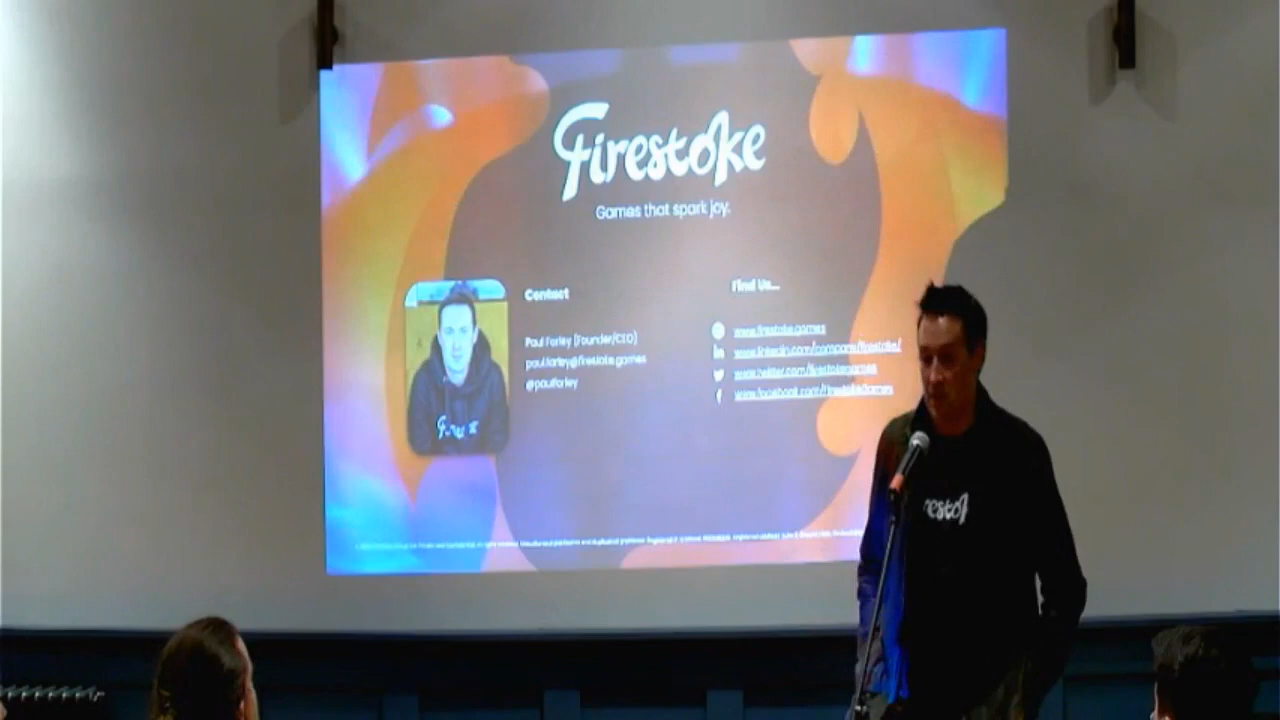 Firestoke
Games that spark joy.
Contact
Find Us...
Paul Farley (Founder/CEO)
paul.farley@firestoke.games
@paulfarley
www.firestoke.games
www.linkedin.com/company/firestoke/
www.twitter.com/firestokegames
www.facebook.com/FirestokeGames
restok